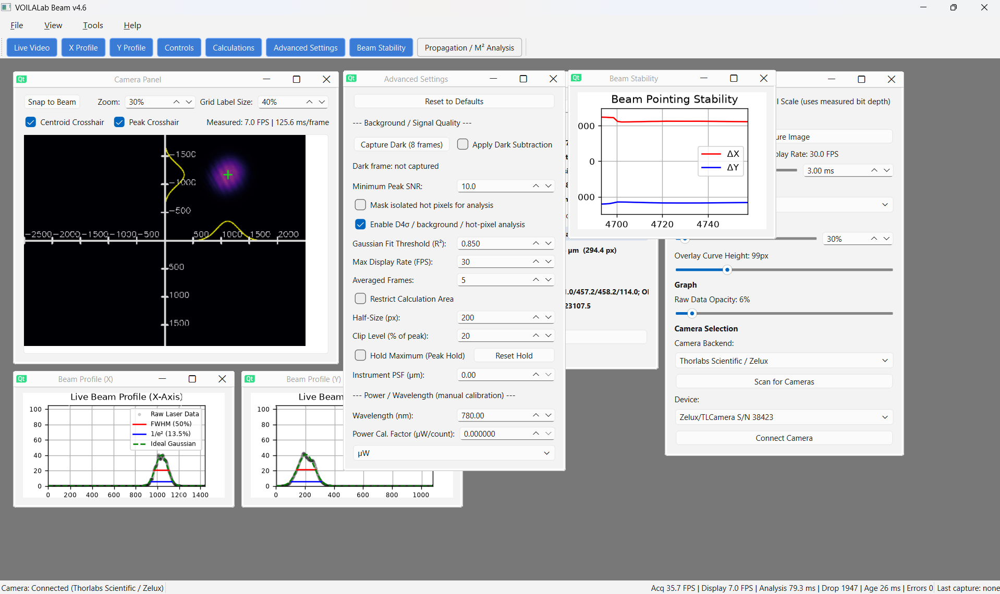 VOILALab Beam v4.6
File View Tools Help
Live Video X Profile Y Profile Controls Calculations Advanced Settings Beam Stability Propagation / M² Analysis
Qt Camera Panel
Snap to Beam Zoom: 30% Grid Label Size: 40%
Centroid Crosshair Peak Crosshair Measured: 7.0 FPS | 125.6 ms/frame
-1500
-1000
-500
-2500 -2000 -1500 -1000 -500 500 1000 1500 2000
500
1000
1500
Qt Advanced Settings
Reset to Defaults
--- Background / Signal Quality ---
Capture Dark (8 frames) Apply Dark Subtraction
Dark frame: not captured
Minimum Peak SNR: 10.0
Mask isolated hot pixels for analysis
Enable D4σ / background / hot-pixel analysis
Gaussian Fit Threshold (R²): 0.850
Max Display Rate (FPS): 30
Averaged Frames: 5
Restrict Calculation Area
Half-Size (px): 200
Clip Level (% of peak): 20
Hold Maximum (Peak Hold) Reset Hold
Instrument PSF (µm): 0.00
--- Power / Wavelength (manual calibration) ---
Wavelength (nm): 780.00
Power Cal. Factor (µW/count): 0.000000
µW
Qt Beam Stability
Beam Pointing Stability
000
0
000
ΔX
ΔY
4700 4720 4740
µm (294.4 px)
.0/457.2/458.2/114.0;
23107.5
l Scale (uses measured bit depth)
ure Image
play Rate: 30.0 FPS
3.00 ms
30%
Overlay Curve Height: 99px
Graph
Raw Data Opacity: 6%
Camera Selection
Camera Backend:
Thorlabs Scientific / Zelux
Scan for Cameras
Device:
Zelux/TLCamera S/N 38423
Connect Camera
Qt Beam Profile (X)
Live Beam Profile (X-Axis)
100
80
60
40
20
0
Raw Laser Data
FWHM (50%)
1/e² (13.5%)
Ideal Gaussian
0 200 400 600 800 1000 1200 1400
Qt Beam Profile (Y)
Live Beam
100
80
60
40
20
0
0 200 400 600 800 1000
Camera: Connected (Thorlabs Scientific / Zelux)
Acq 35.7 FPS | Display 7.0 FPS | Analysis 79.3 ms | Drop 1947 | Age 26 ms | Errors 0 Last capture: none